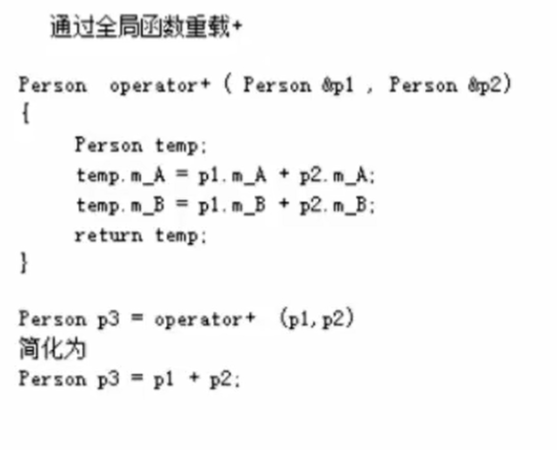 通过全局函数重载+
Person operator+ ( Person &p1 , Person &p2)
{
Person temp;
temp.m_A = p1.m_A + p2.m_A;
temp.m_B = p1.m_B + p2.m_B;
return temp;
}
Person p3 = operator+ (p1,p2)
简化为
Person p3 = p1 + p2;